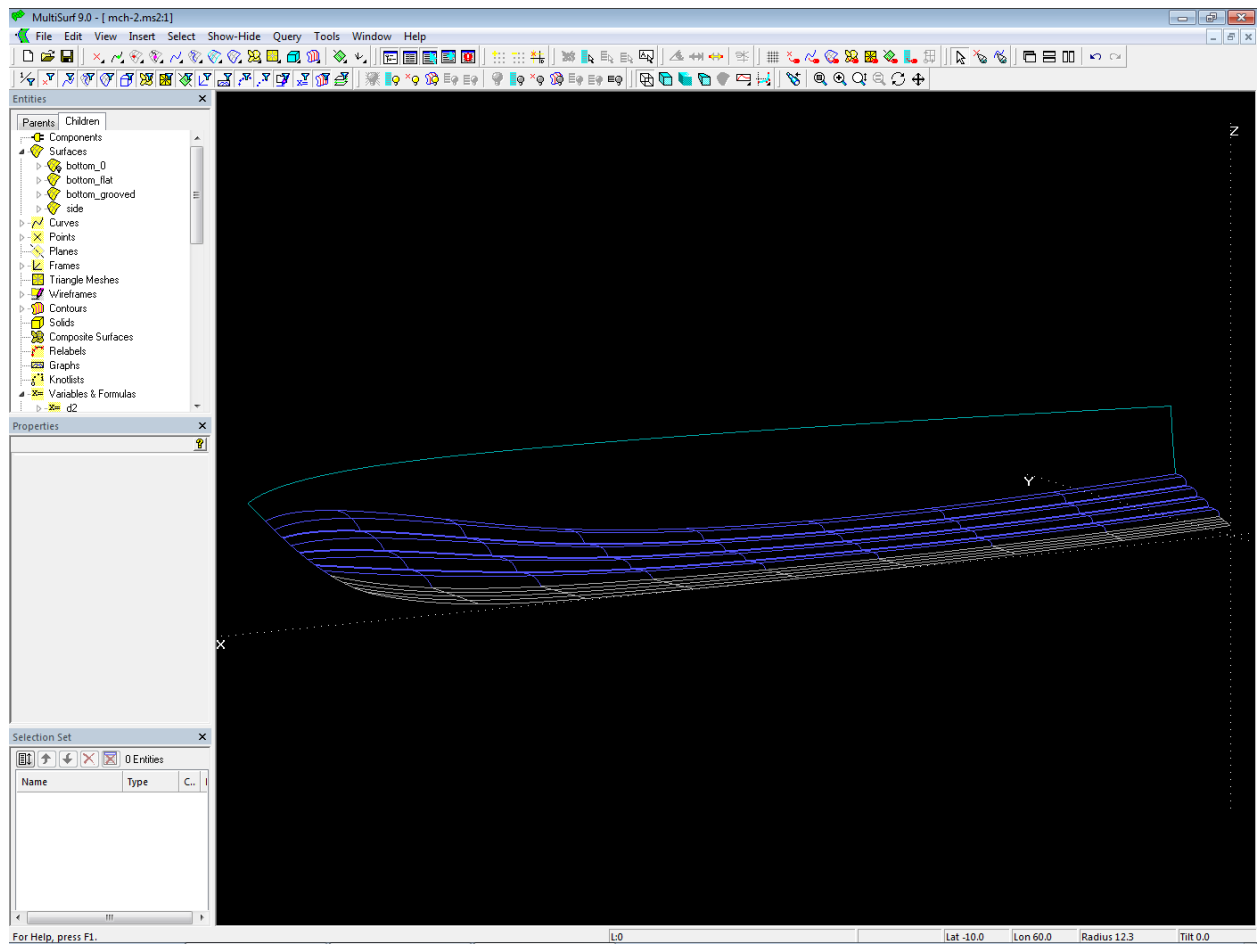 MultiSurf 9.0 - [ mch-2.ms2:1]
File Edit View Insert Select Show-Hide Query Tools Window Help
Entities
Parents Children
Components
Surfaces
bottom_0
bottom_flat
bottom_grooved
side
Curves
Points
Planes
Frames
Triangle Meshes
Wireframes
Contours
Solids
Composite Surfaces
Relabels
Graphs
Knotlists
Variables & Formulas
d2
Properties
Z
Y
X
Selection Set
0 Entities
Name Type C..
For Help, press F1. L:0 Lat -10.0 Lon 60.0 Radius 12.3 Tilt 0.0